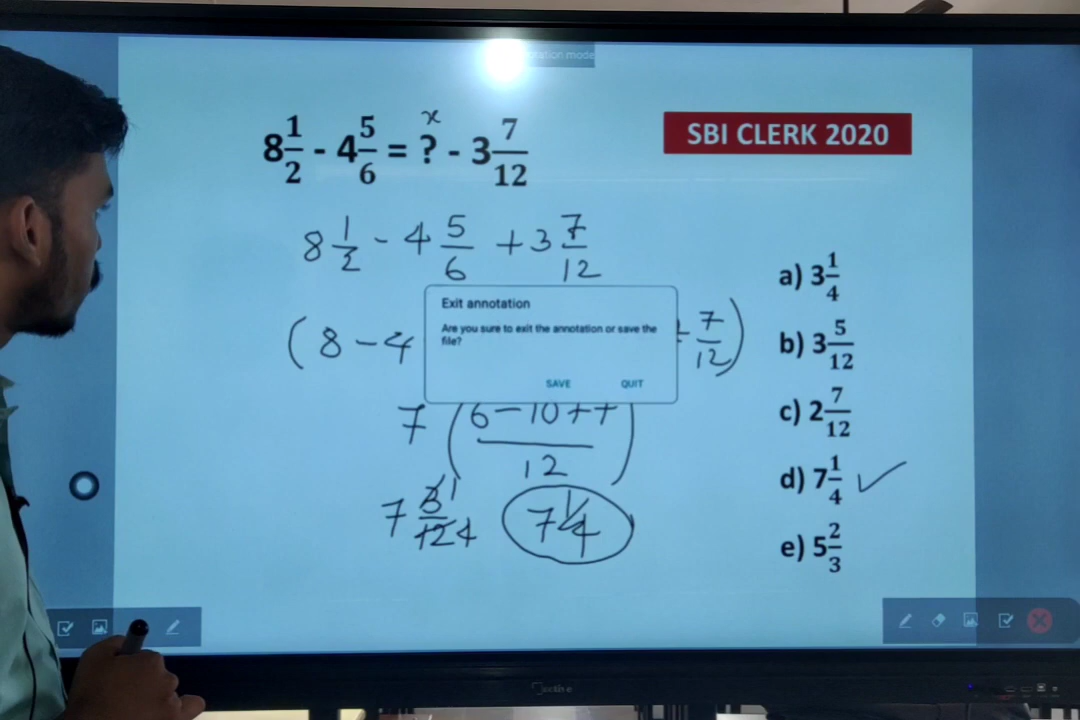 8 1/2 - 4 5/6 = ? - 3 7/12
x
SBI CLERK 2020
8 1/2 - 4 5/6 + 3 7/12
(8 - 4
7/12)
Exit annotation
Are you sure to exit the annotation or save the
file?
SAVE QUIT
7 (6 - 10 + 7 / 12)
7 3/12 1 4
7 1/4
a) 3 1/4
b) 3 5/12
c) 2 7/12
d) 7 1/4 ✓
e) 5 2/3